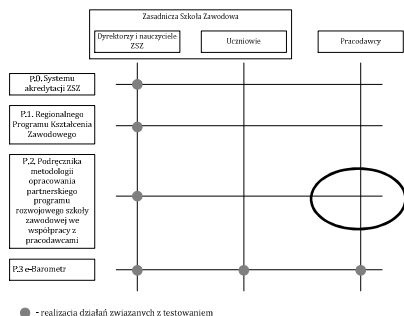 Zasadnicza Szkoła Zawodowa
Dyrektorzy i nauczyciele
ZSZ
Uczniowie
Pracodawcy
P.0. Systemu
akredytacji ZSZ
P.1. Regionalnego
Programu Kształcenia
Zawodowego
P.2. Podręcznika
metodologii
opracowania
partnerskiego
programu
rozwojowego szkoły
zawodowej we
współpracy z
pracodawcami
P.3 e-Barometr
- realizacja działań związanych z testowaniem